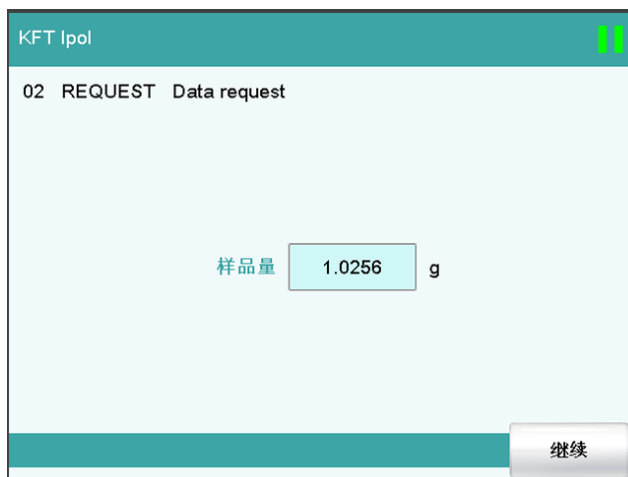 KFT Ipol
02 REQUEST Data request
样品量 1.0256 g
继续